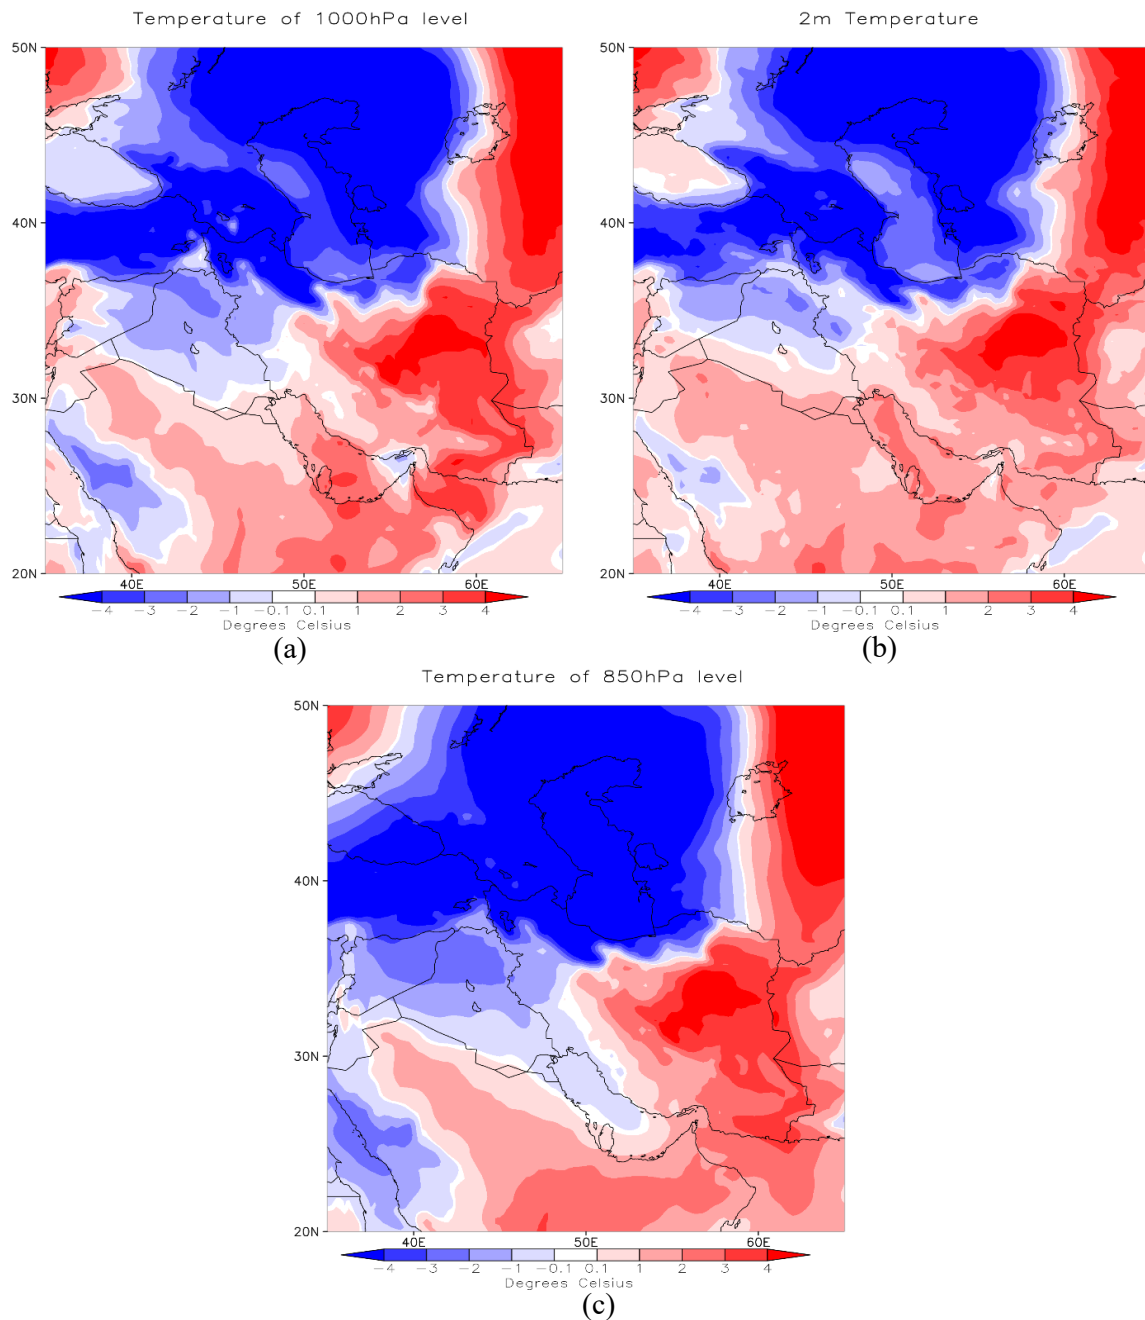 Temperature of 1000hPa level
50N
40N
30N
20N
40E 50E 60E
-4 -3 -2 -1 -0.1 0.1 1 2 3 4
Degrees Celsius
(a)
2m Temperature
50N
40N
30N
20N
40E 50E 60E
-4 -3 -2 -1 -0.1 0.1 1 2 3 4
Degrees Celsius
(b)
Temperature of 850hPa level
50N
40N
30N
20N
40E 50E 60E
-4 -3 -2 -1 -0.1 0.1 1 2 3 4
Degrees Celsius
(c)